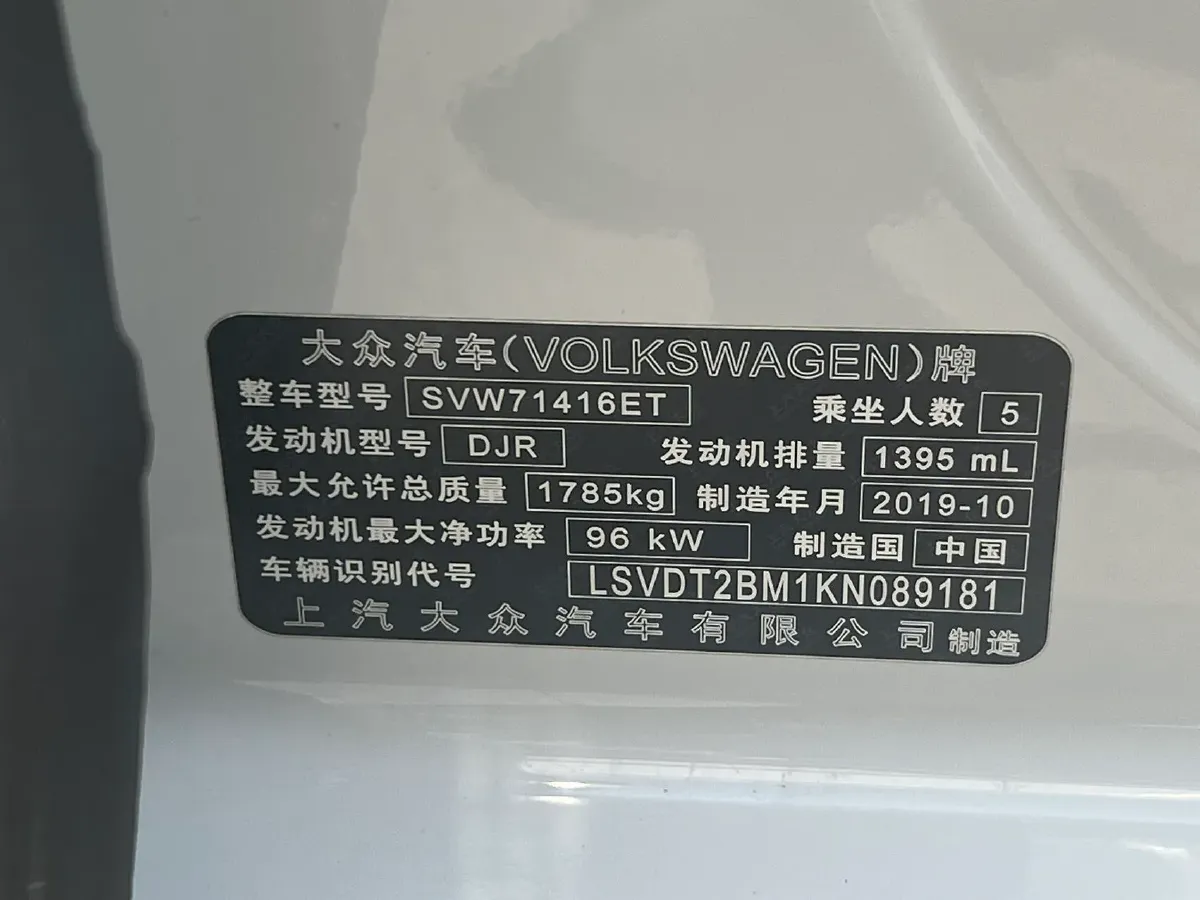 大众汽车(VOLKSWAGEN)牌
整车型号 SVW71416ET 乘坐人数 5
发动机型号 DJR 发动机排量 1395 mL
最大允许总质量 1785kg 制造年月 2019-10
发动机最大净功率 96 kW 制造国 中国
车辆识别代号 LSVDT2BM1KN089181
上汽大众汽车有限公司 制造